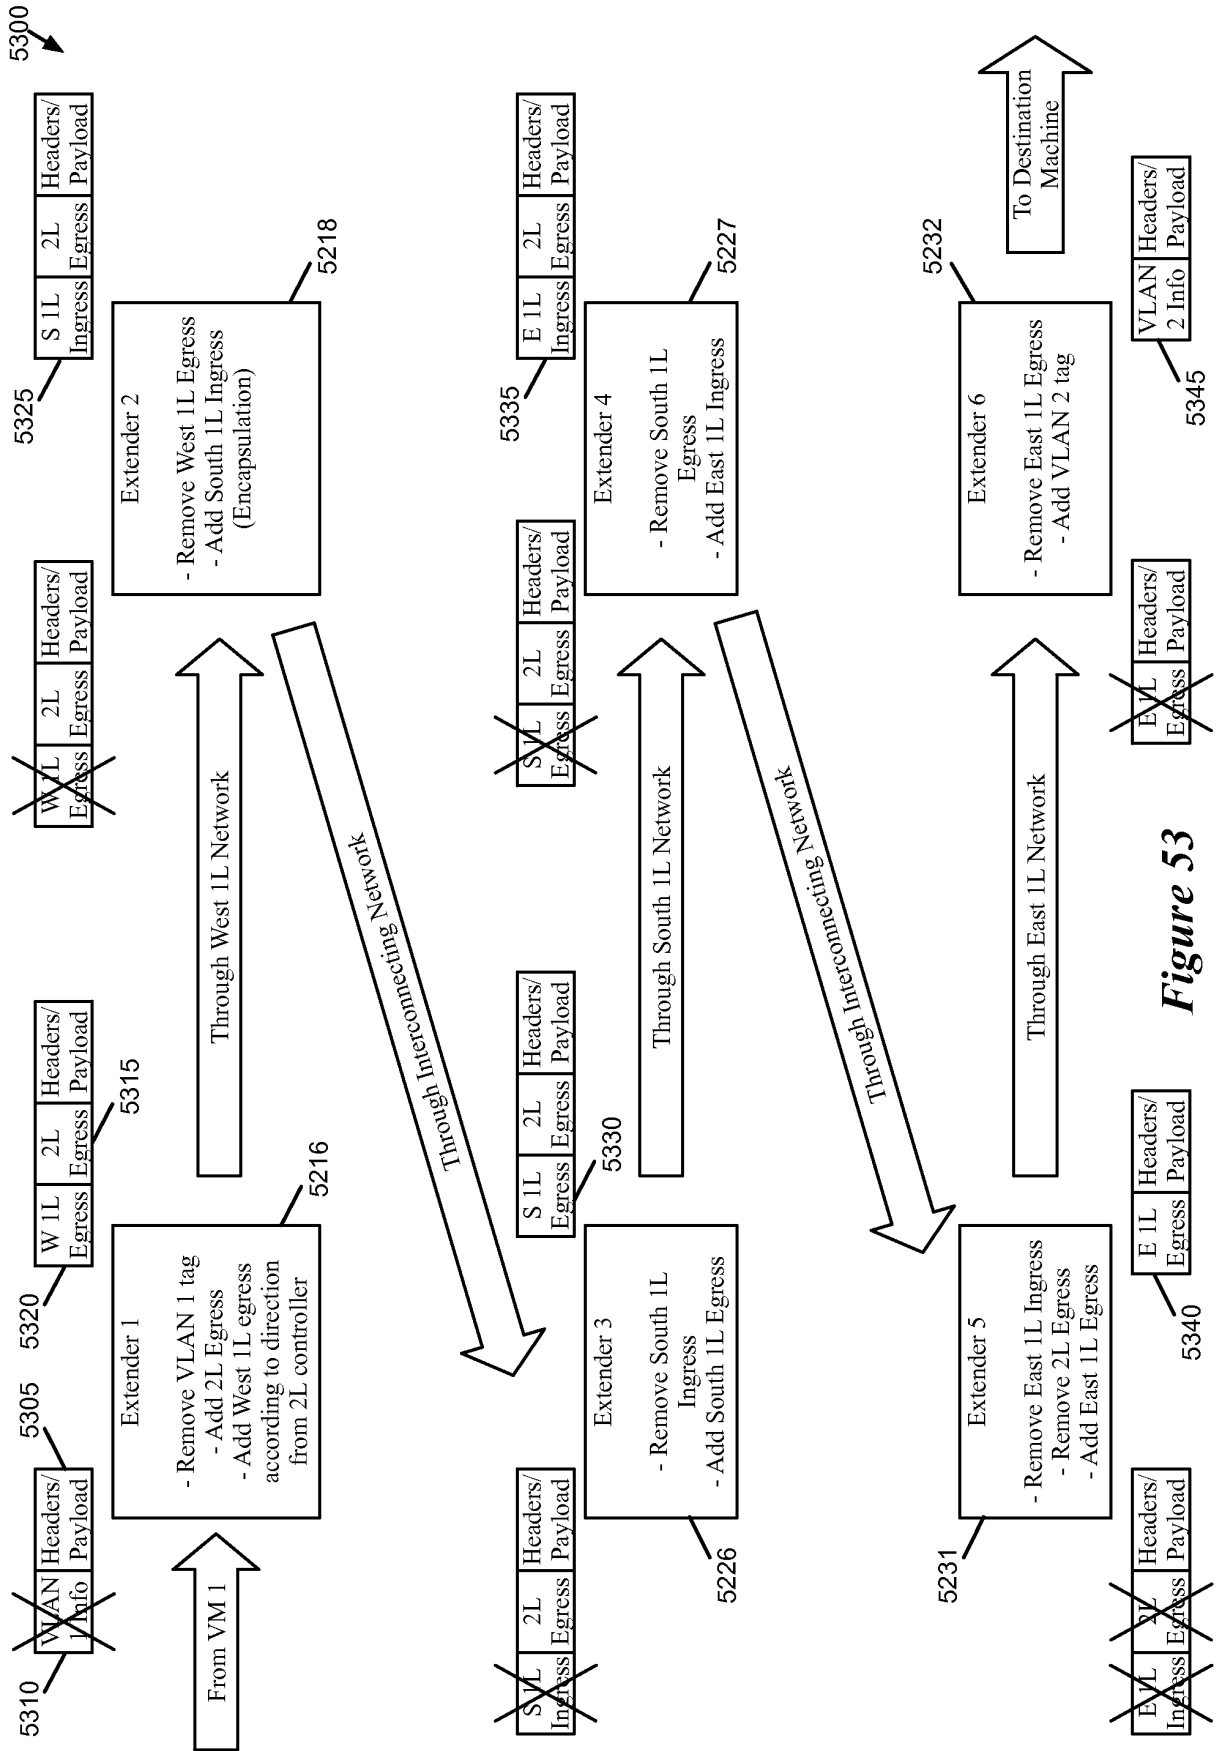 5300
5310
VLAN
1 Info
Headers/
Payload
5305
5320
W 1L
Egress
2L
Egress
Headers/
Payload
5315
W 1L
Egress
2L
Egress
Headers/
Payload
5325
S 1L
Ingress
2L
Egress
Headers/
Payload
From VM 1
Extender 1
- Remove VLAN 1 tag
- Add 2L Egress
- Add West 1L egress
according to direction
from 2L controller
5216
Through West 1L Network
Extender 2
- Remove West 1L Egress
- Add South 1L Ingress
(Encapsulation)
5218
Through Interconnecting Network
S 1L
Ingress
2L
Egress
Headers/
Payload
S 1L
Egress
2L
Egress
Headers/
Payload
5330
S 1L
Egress
2L
Egress
Headers/
Payload
5335
E 1L
Ingress
2L
Egress
Headers/
Payload
Extender 3
- Remove South 1L
Ingress
- Add South 1L Egress
5226
Through South 1L Network
Extender 4
- Remove South 1L
Egress
- Add East 1L Ingress
5227
Through Interconnecting Network
5231
Extender 5
- Remove East 1L Ingress
- Remove 2L Egress
- Add East 1L Egress
Through East 1L Network
Extender 6
- Remove East 1L Egress
- Add VLAN 2 tag
5232
To Destination
Machine
E 1L
Ingress
2L
Egress
Headers/
Payload
5340
E 1L
Egress
Headers/
Payload
E 1L
Egress
Headers/
Payload
5345
VLAN
2 Info
Headers/
Payload
Figure 53